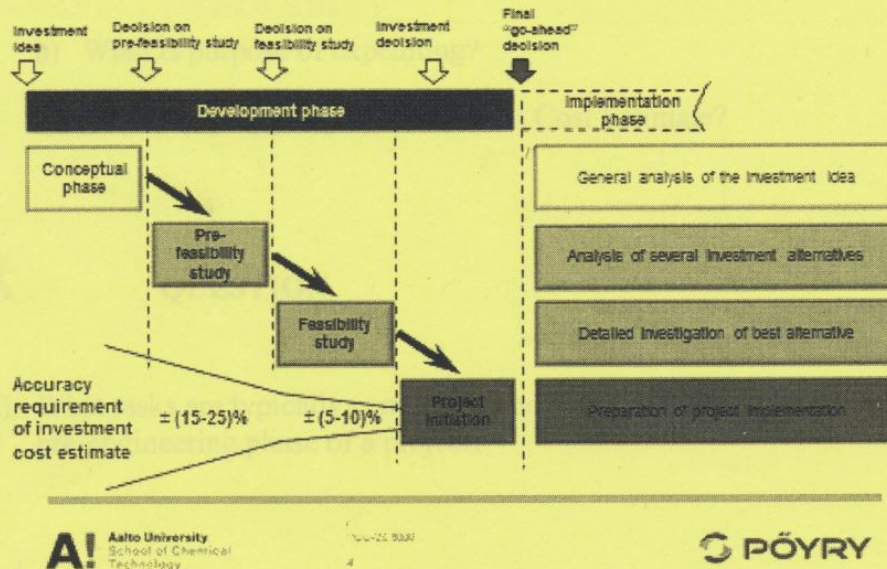 Investment
idea
Decision on
pre-feasibility study
Decision on
feasibility study
Investment
decision
Final
"go-ahead"
decision
Development phase
Implementation
phase
Conceptual
phase
General analysis of the investment idea
Pre-
feasibility
study
Analysis of several investment alternatives
Feasibility
study
Detailed investigation of best alternative
Accuracy
requirement
of investment
cost estimate
± (15-25)%
± (5-10)%
Project
initiation
Preparation of project implementation
A!
Aalto University
School of Chemical
Technology
4
PÖYRY